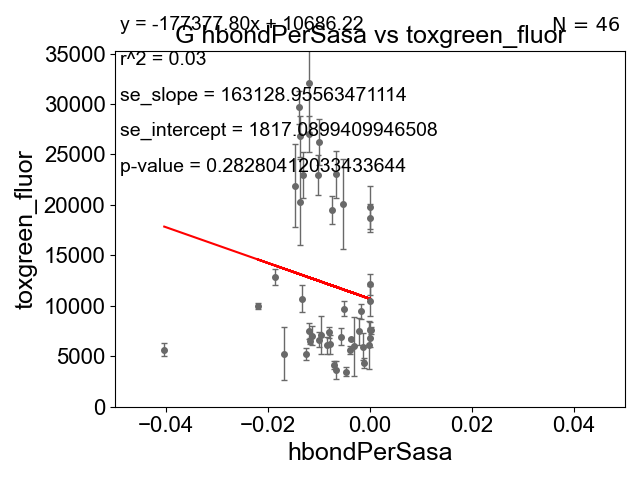 y = -177377.80x + 10686.22
N = 46
G hbondPerSasa vs toxgreen_fluor
r^2 = 0.03
se_slope = 163128.95563471114
se_intercept = 1817.0899409946508
p-value = 0.28280412033433644
35000
30000
25000
20000
15000
10000
5000
0
toxgreen_fluor
−0.04 −0.02 0.00 0.02 0.04
hbondPerSasa